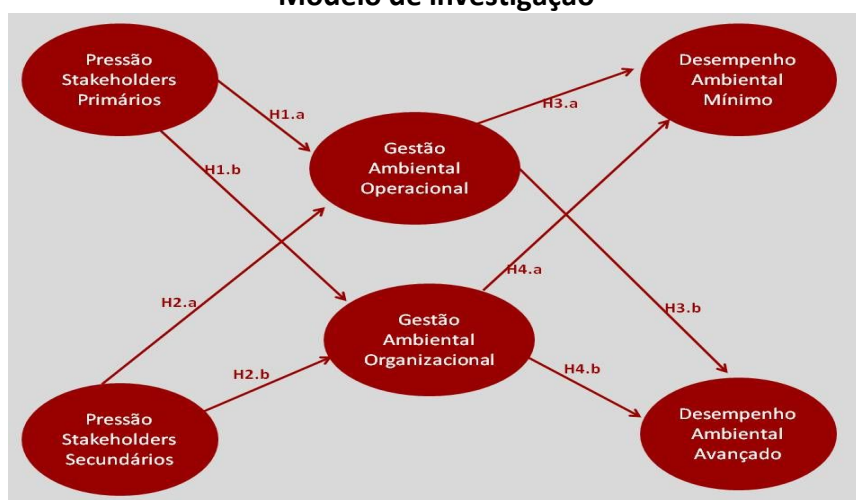 Modelo de investigação
Pressão
Stakeholders
Primários
H1.a
H1.b
Gestão
Ambiental
Operacional
H3.a
Desempenho
Ambiental
Mínimo
H2.a
H4.a
H3.b
Gestão
Ambiental
Organizacional
H2.b
H4.b
Pressão
Stakeholders
Secundários
Desempenho
Ambiental
Avançado